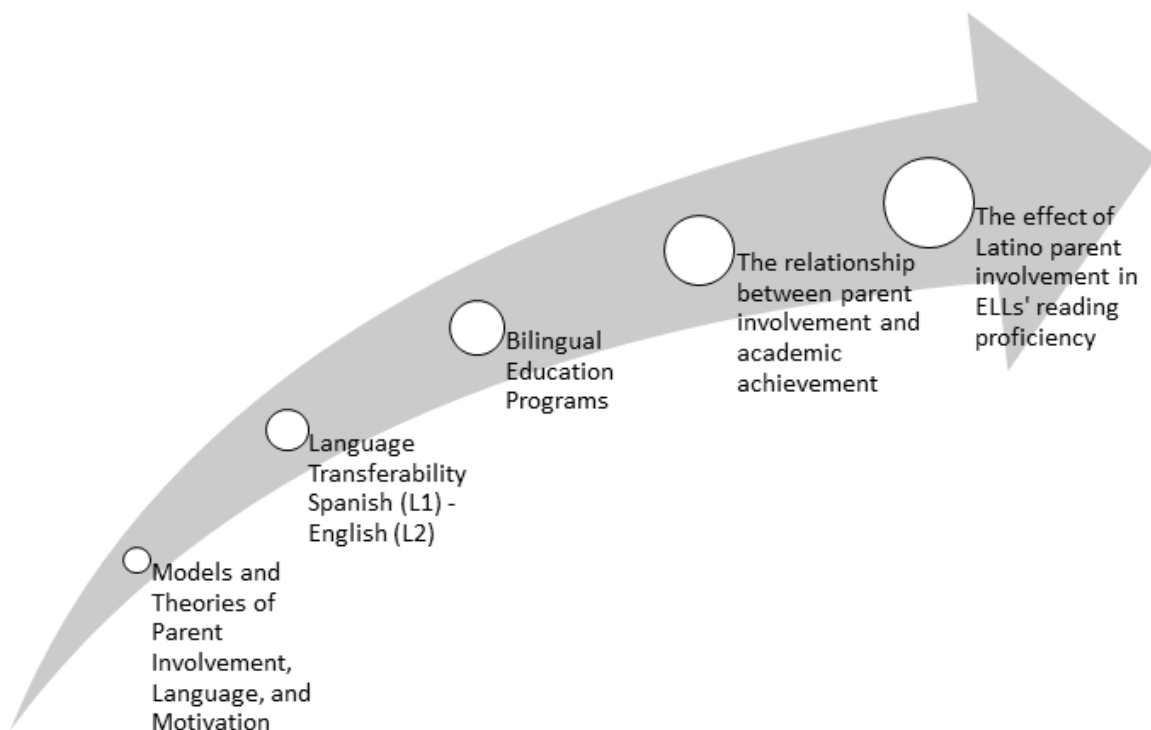 Models and
Theories of
Parent
Involvement,
Language, and
Motivation
Language
Transferability
Spanish (L1) -
English (L2)
Bilingual
Education
Programs
The relationship
between parent
involvement and
academic
achievement
The effect of
Latino parent
involvement in
ELLs' reading
proficiency